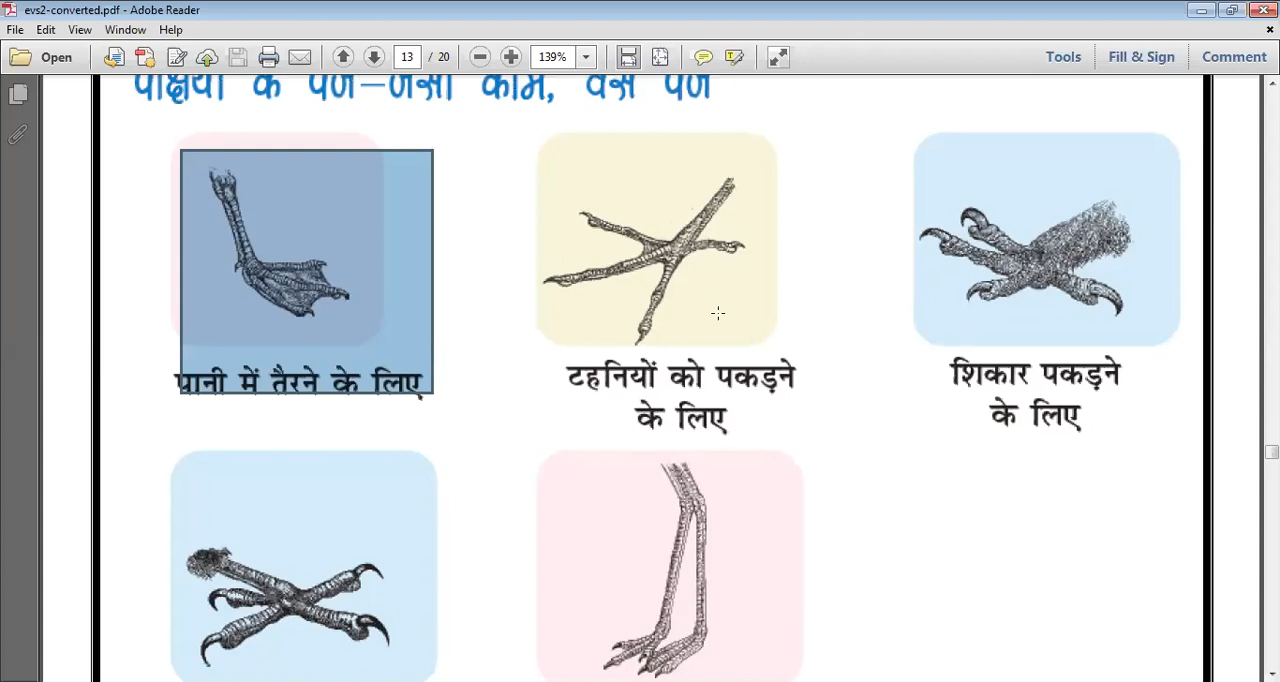 evs2-converted.pdf - Adobe Reader
File Edit View Window Help
Open 13 / 20 139% Tools Fill & Sign Comment
पक्षियों के पंजे-जैसा काम, वैसे पंजे
पानी में तैरने के लिए
टहनियों को पकड़ने
के लिए
शिकार पकड़ने
के लिए